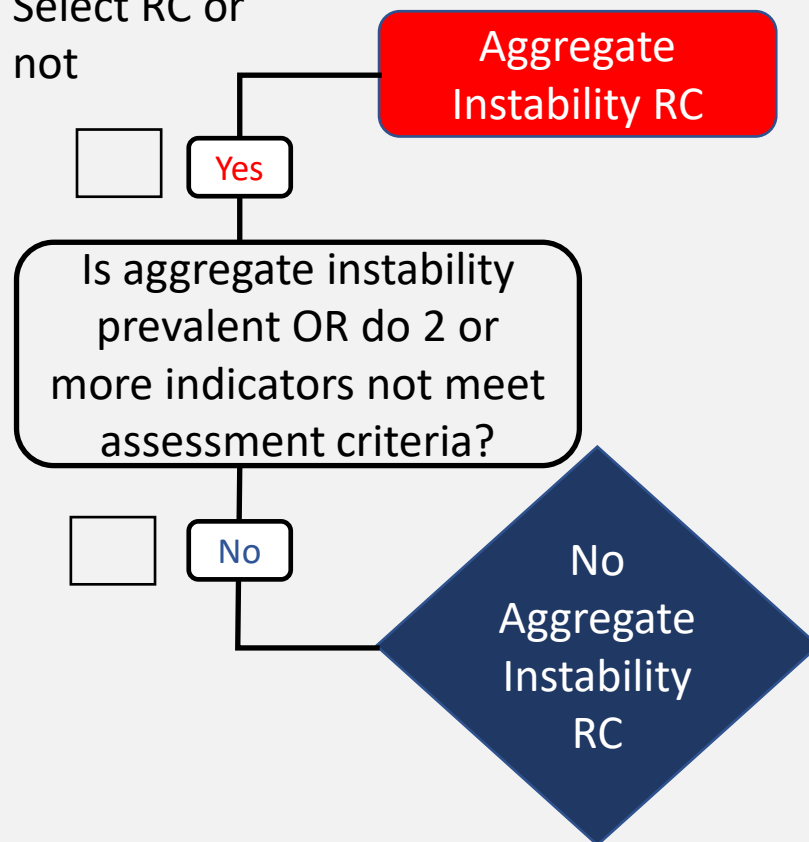 Select RC or
not
Aggregate
Instability RC
Yes
Is aggregate instability
prevalent OR do 2 or
more indicators not meet
assessment criteria?
No
No
Aggregate
Instability
RC